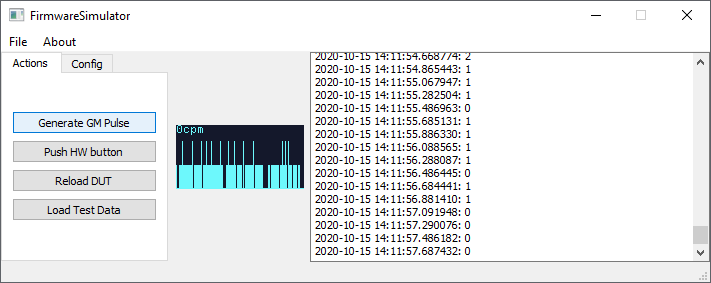 FirmwareSimulator
File About
Actions Config
Generate GM Pulse
Push HW button
Reload DUT
Load Test Data
0cpm
2020-10-15 14:11:54.668774: 2
2020-10-15 14:11:54.865443: 1
2020-10-15 14:11:55.067947: 1
2020-10-15 14:11:55.282504: 1
2020-10-15 14:11:55.486963: 0
2020-10-15 14:11:55.685131: 1
2020-10-15 14:11:55.886330: 1
2020-10-15 14:11:56.088565: 1
2020-10-15 14:11:56.288087: 1
2020-10-15 14:11:56.486445: 0
2020-10-15 14:11:56.684441: 1
2020-10-15 14:11:56.881410: 1
2020-10-15 14:11:57.091948: 0
2020-10-15 14:11:57.290076: 0
2020-10-15 14:11:57.486182: 0
2020-10-15 14:11:57.687432: 0